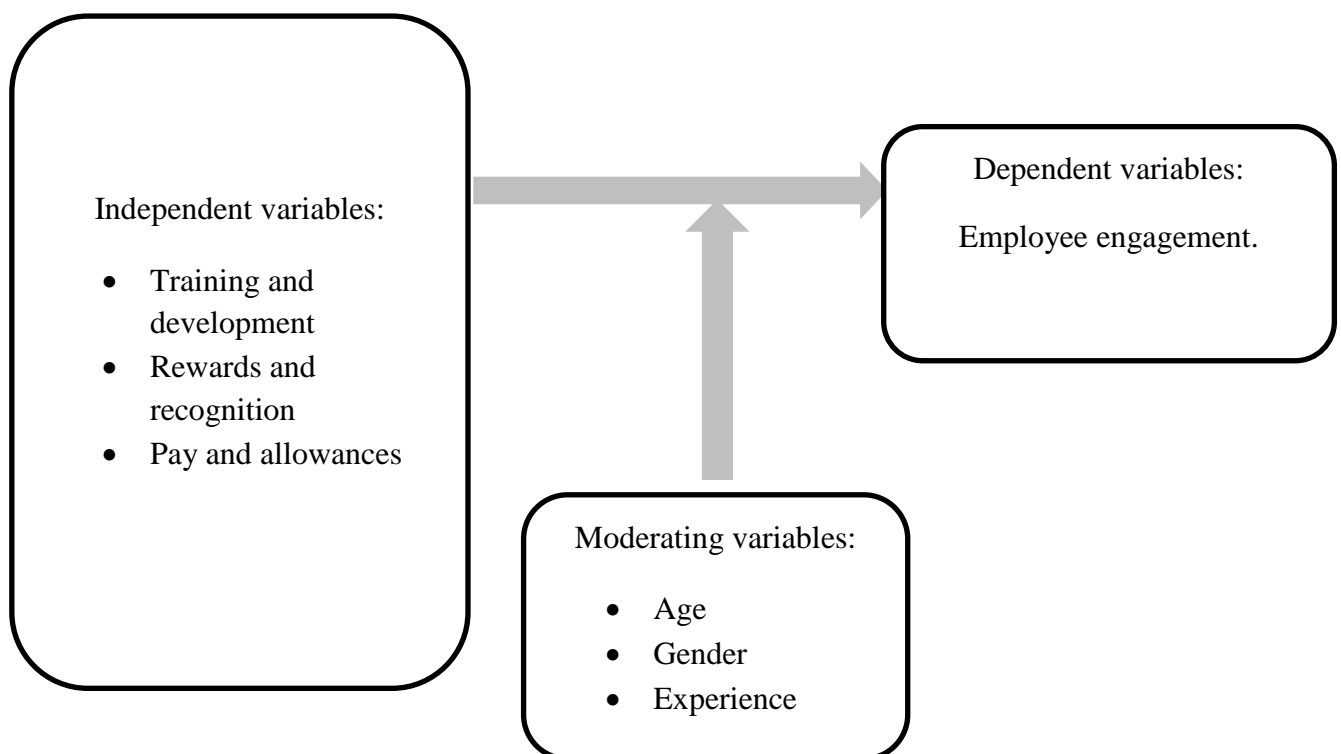 Independent variables:
• Training and
development
• Rewards and
recognition
• Pay and allowances
Dependent variables:
Employee engagement.
Moderating variables:
• Age
• Gender
• Experience